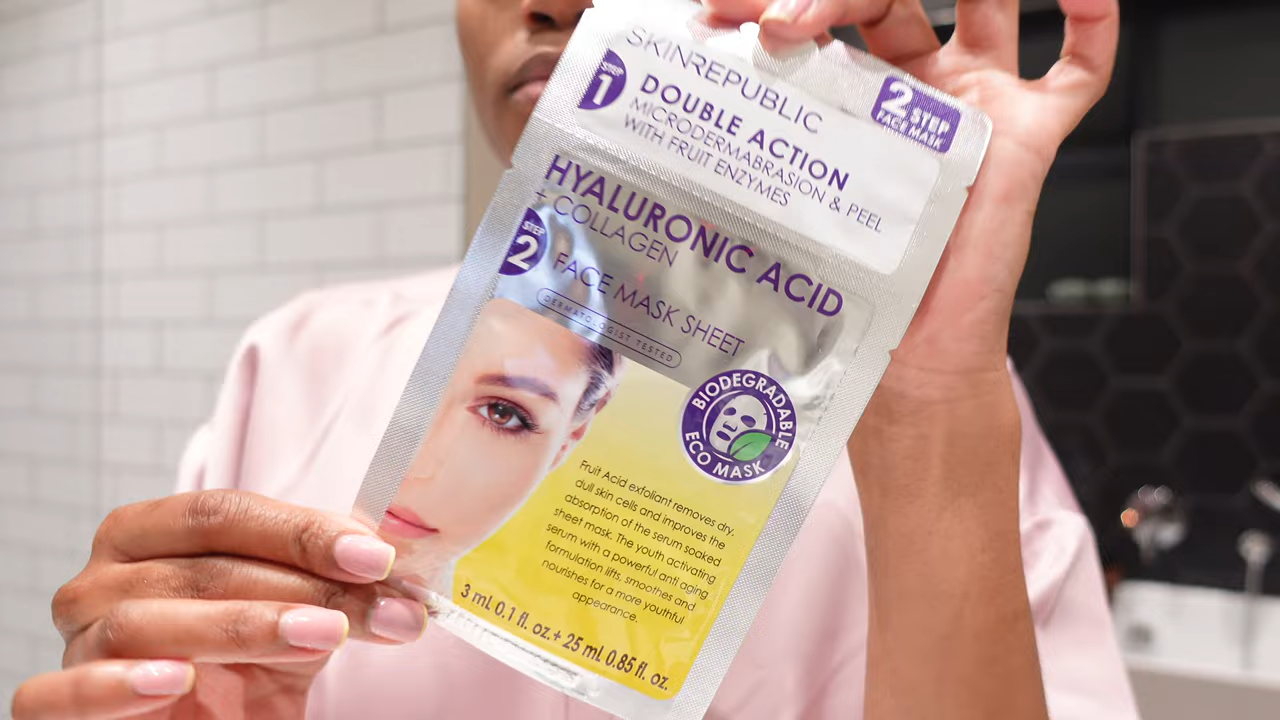 SKINREPUBLIC
STEP
1
DOUBLE ACTION
MICRODERMABRASION & PEEL
WITH FRUIT ENZYMES
2 STEP
FACE MASK
HYALURONIC ACID
+ COLLAGEN
STEP
2
FACE MASK SHEET
DERMATOLOGIST TESTED
BIODEGRADABLE
ECO MASK
Fruit Acid exfoliant removes dry,
dull skin cells and improves the
absorption of the serum soaked
sheet mask. The youth activating
serum with a powerful anti aging
formulation lifts, smoothes and
nourishes for a more youthful
appearance.
3 mL 0.1 fl. oz. + 25 mL 0.85 fl. oz.